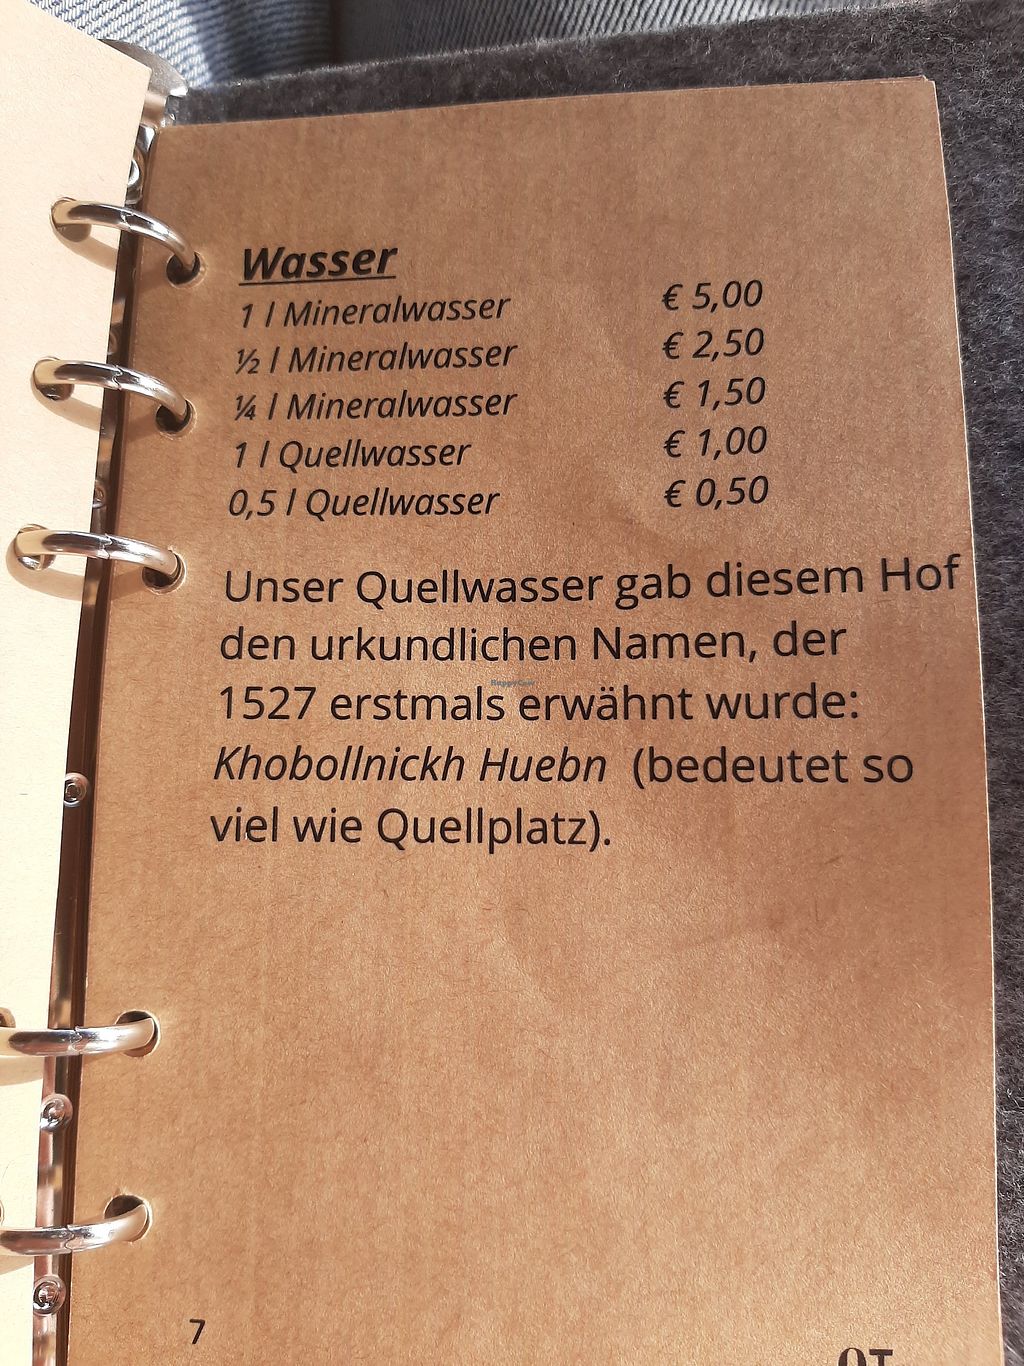 Wasser
1 l Mineralwasser € 5,00
½ l Mineralwasser € 2,50
¼ l Mineralwasser € 1,50
1 l Quellwasser € 1,00
0,5 l Quellwasser € 0,50
Unser Quellwasser gab diesem Hof
den urkundlichen Namen, der
HappyCow
1527 erstmals erwähnt wurde:
Khobollnickh Huebn (bedeutet so
viel wie Quellplatz).
7